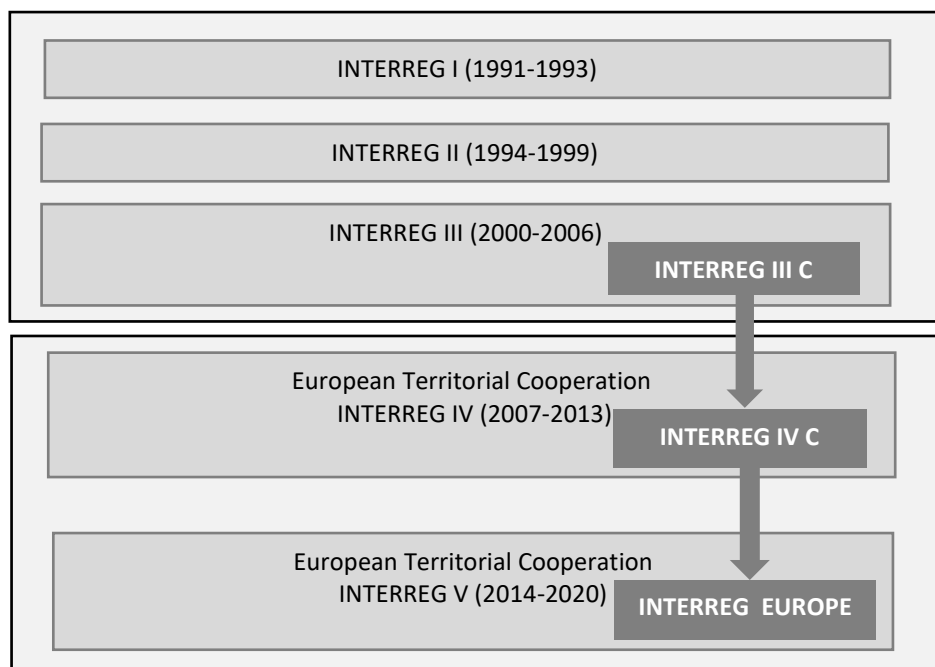 INTERREG I (1991-1993)
INTERREG II (1994-1999)
INTERREG III (2000-2006)
INTERREG III C
European Territorial Cooperation
INTERREG IV (2007-2013)
INTERREG IV C
European Territorial Cooperation
INTERREG V (2014-2020)
INTERREG EUROPE